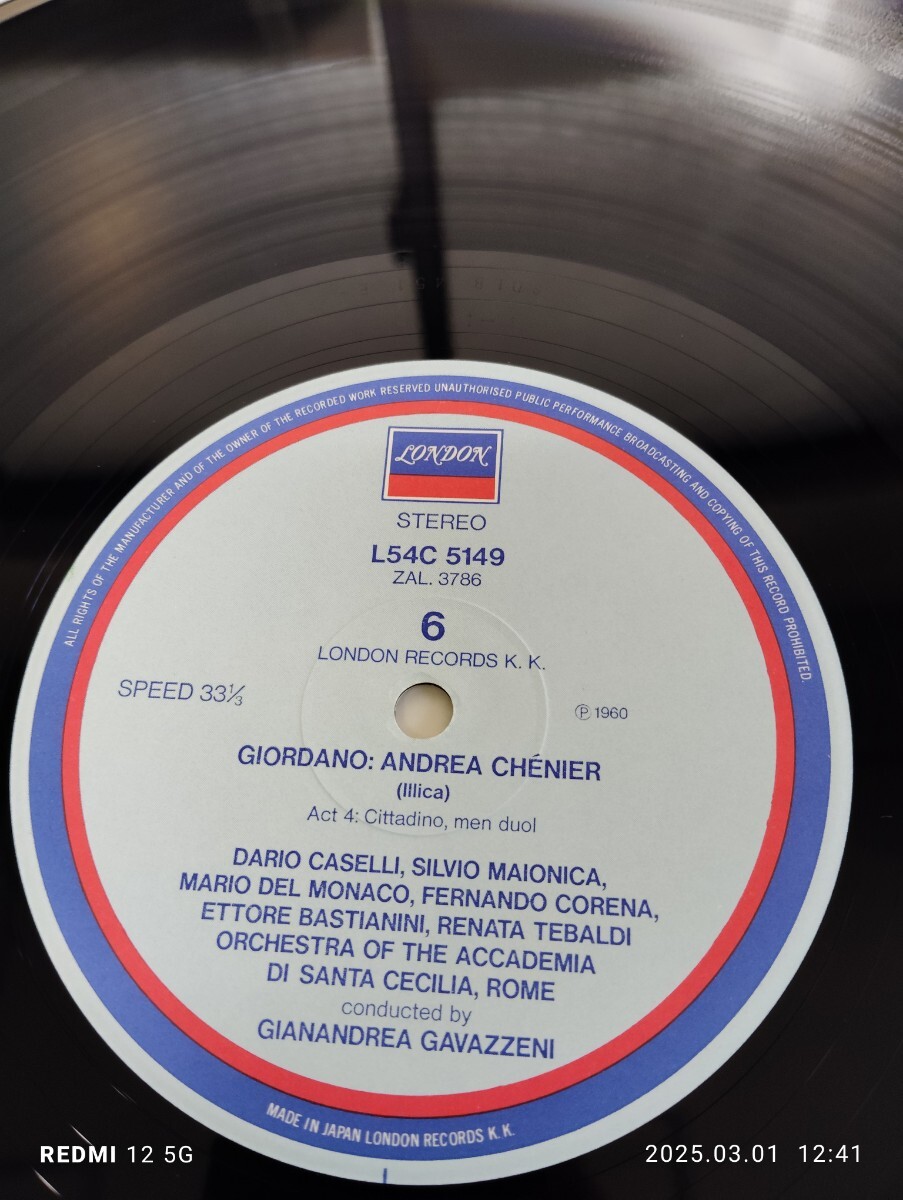 ALL RIGHTS OF THE MANUFACTURER AND OF THE OWNER OF THE RECORDED WORK RESERVED UNAUTHORISED PUBLIC PERFORMANCE BROADCASTING AND COPYING OF THIS RECORD PROHIBITED.
LONDON
STEREO
L54C 5149
ZAL. 3786
6
LONDON RECORDS K. K.
SPEED 33⅓
℗ 1960
GIORDANO: ANDREA CHÉNIER
(Illica)
Act 4: Cittadino, men duol
DARIO CASELLI, SILVIO MAIONICA,
MARIO DEL MONACO, FERNANDO CORENA,
ETTORE BASTIANINI, RENATA TEBALDI
ORCHESTRA OF THE ACCADEMIA
DI SANTA CECILIA, ROME
conducted by
GIANANDREA GAVAZZENI
MADE IN JAPAN LONDON RECORDS K. K.
REDMI 12 5G
2025.03.01 12:41